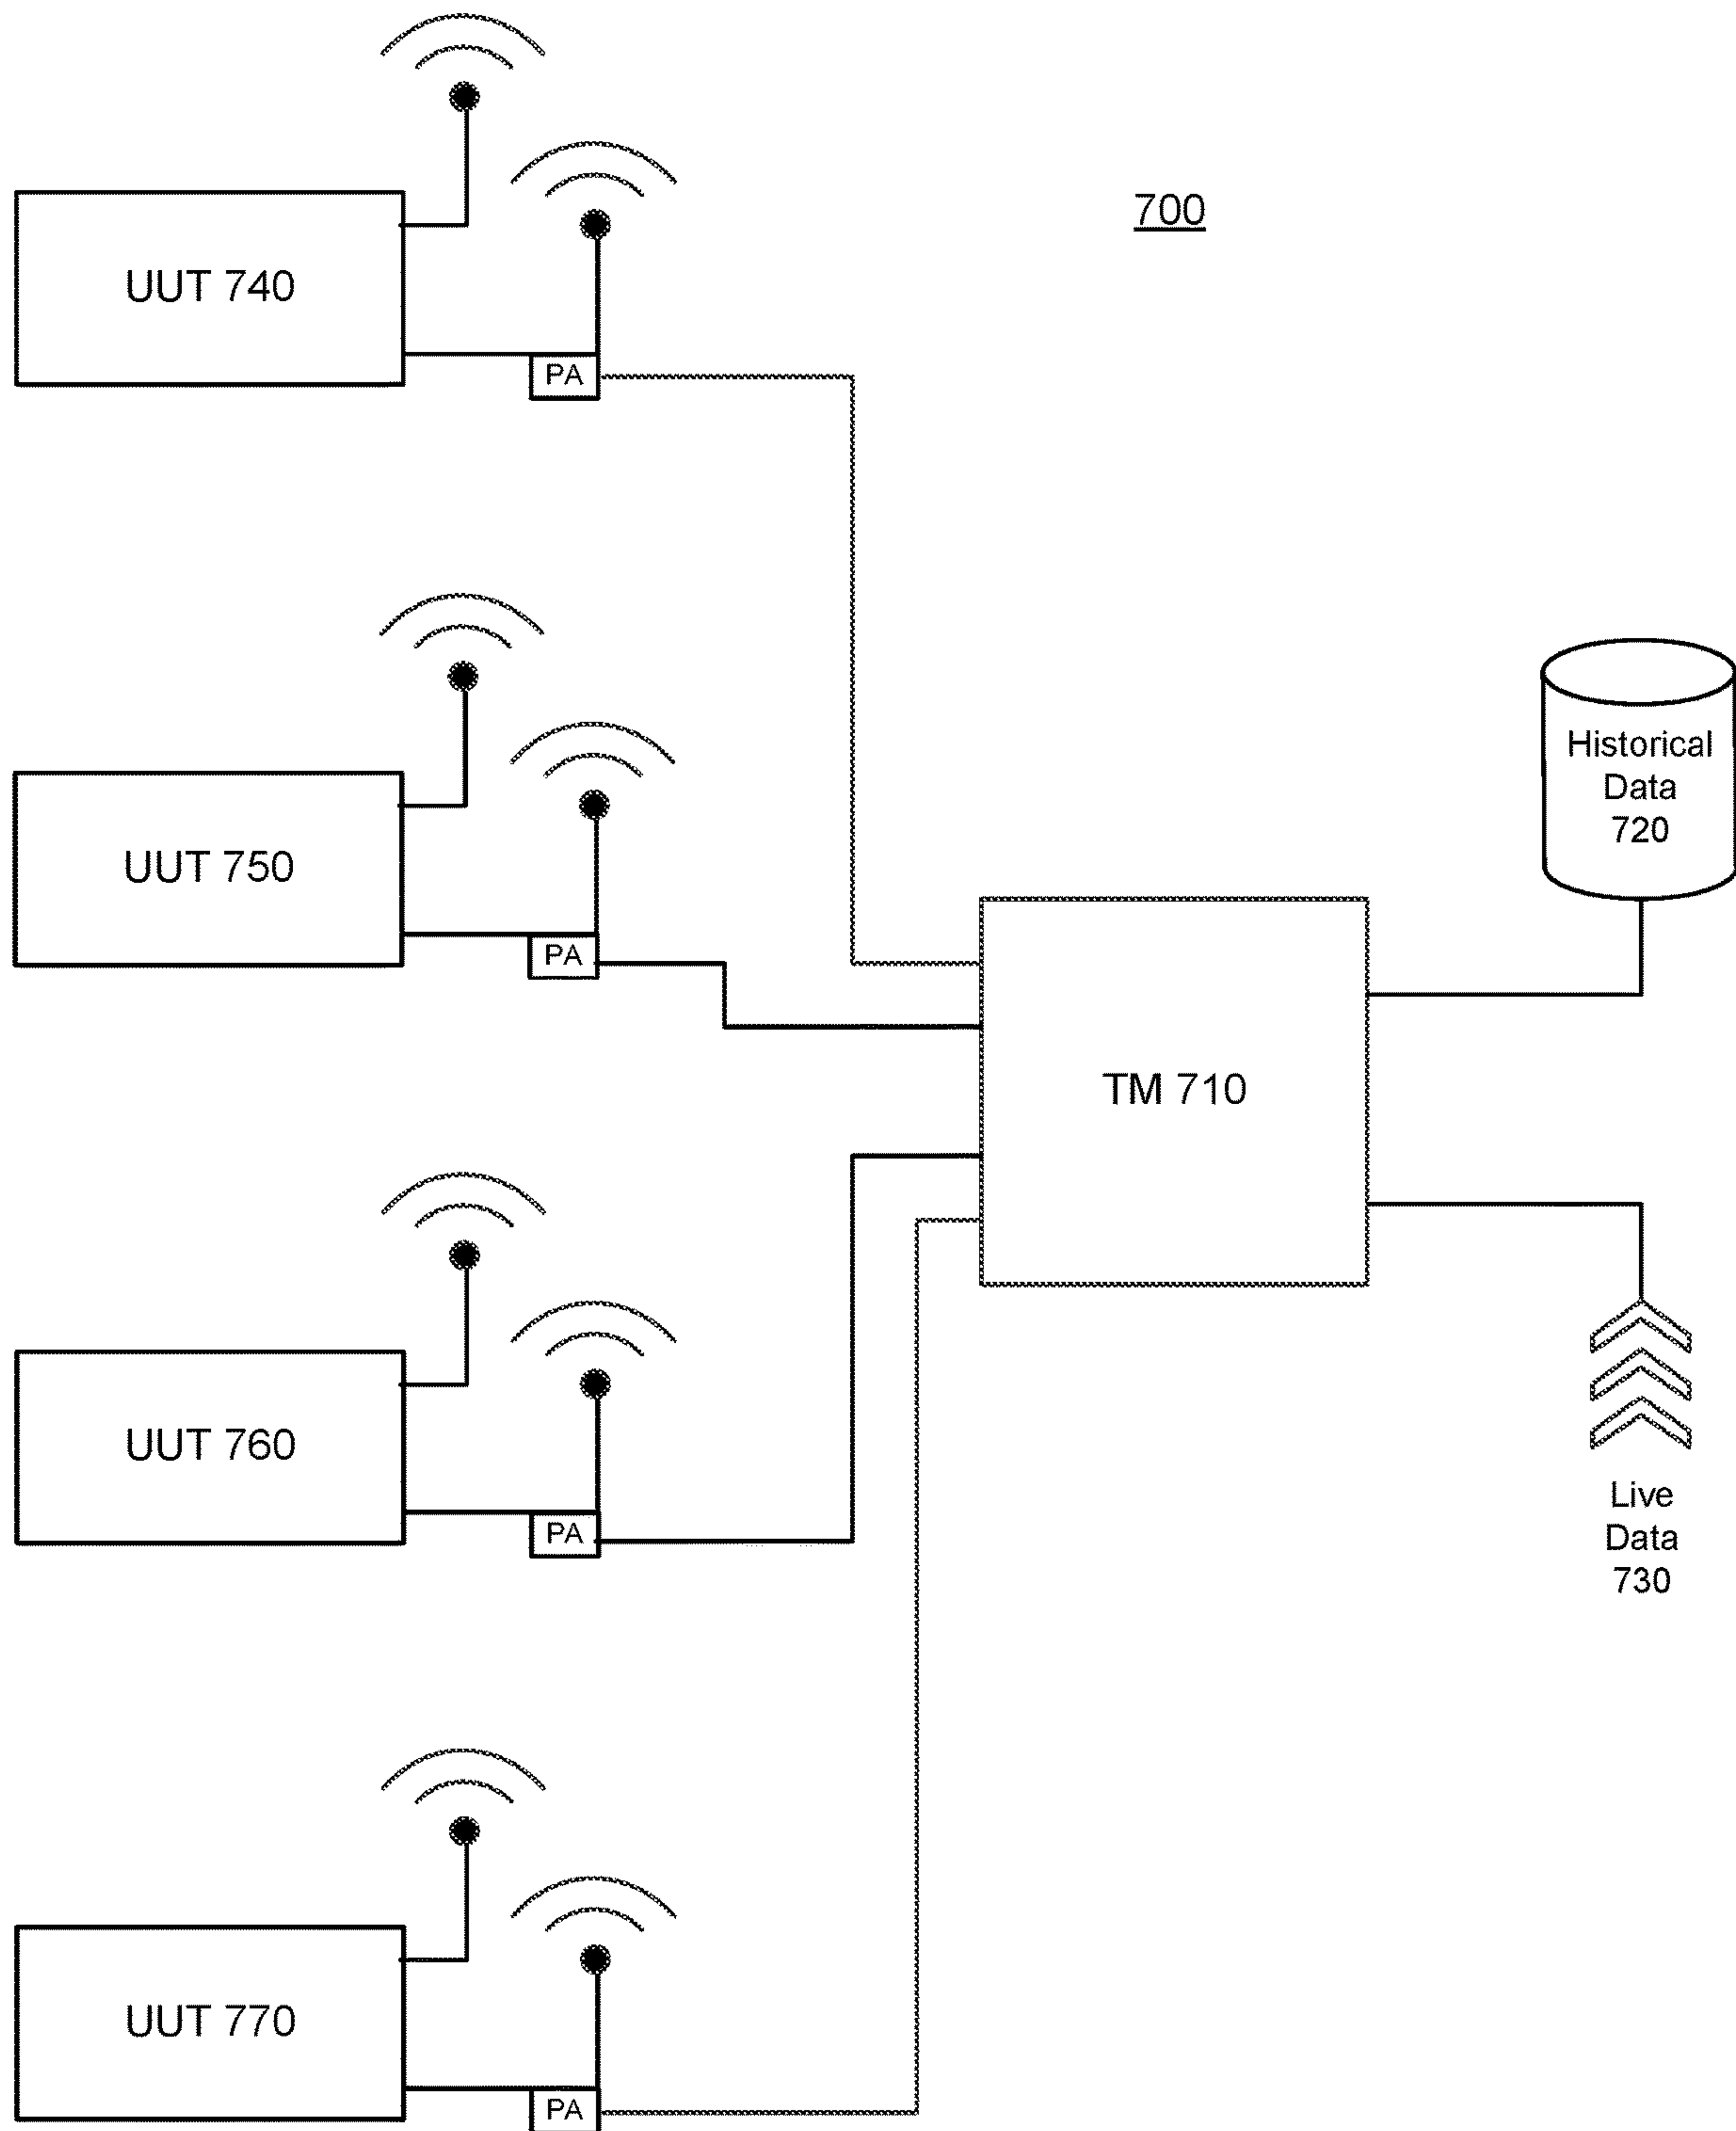 700
UUT 740
PA
UUT 750
PA
Historical
Data
720
TM 710
UUT 760
PA
Live
Data
730
UUT 770
PA